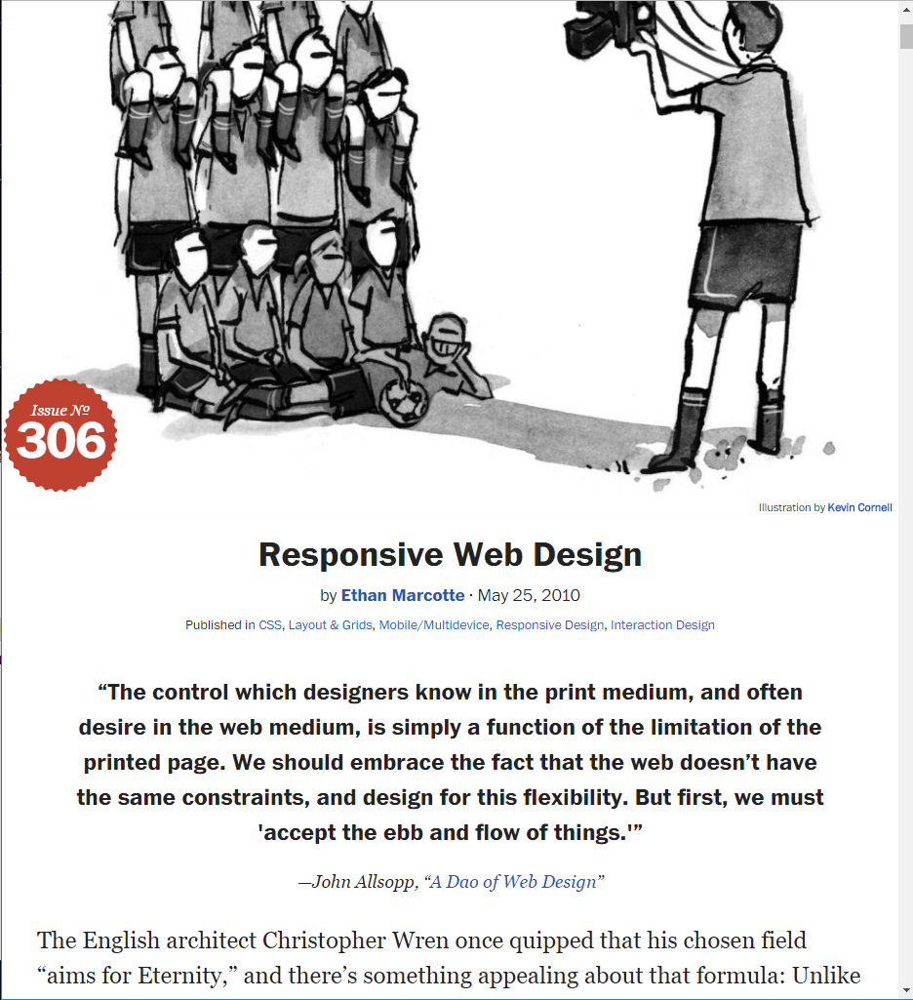 Issue Nº
306
Illustration by Kevin Cornell
Responsive Web Design
by Ethan Marcotte · May 25, 2010
Published in CSS, Layout & Grids, Mobile/Multidevice, Responsive Design, Interaction Design
“The control which designers know in the print medium, and often
desire in the web medium, is simply a function of the limitation of the
printed page. We should embrace the fact that the web doesn’t have
the same constraints, and design for this flexibility. But first, we must
'accept the ebb and flow of things.'”
—John Allsopp, “A Dao of Web Design”
The English architect Christopher Wren once quipped that his chosen field
“aims for Eternity,” and there’s something appealing about that formula: Unlike